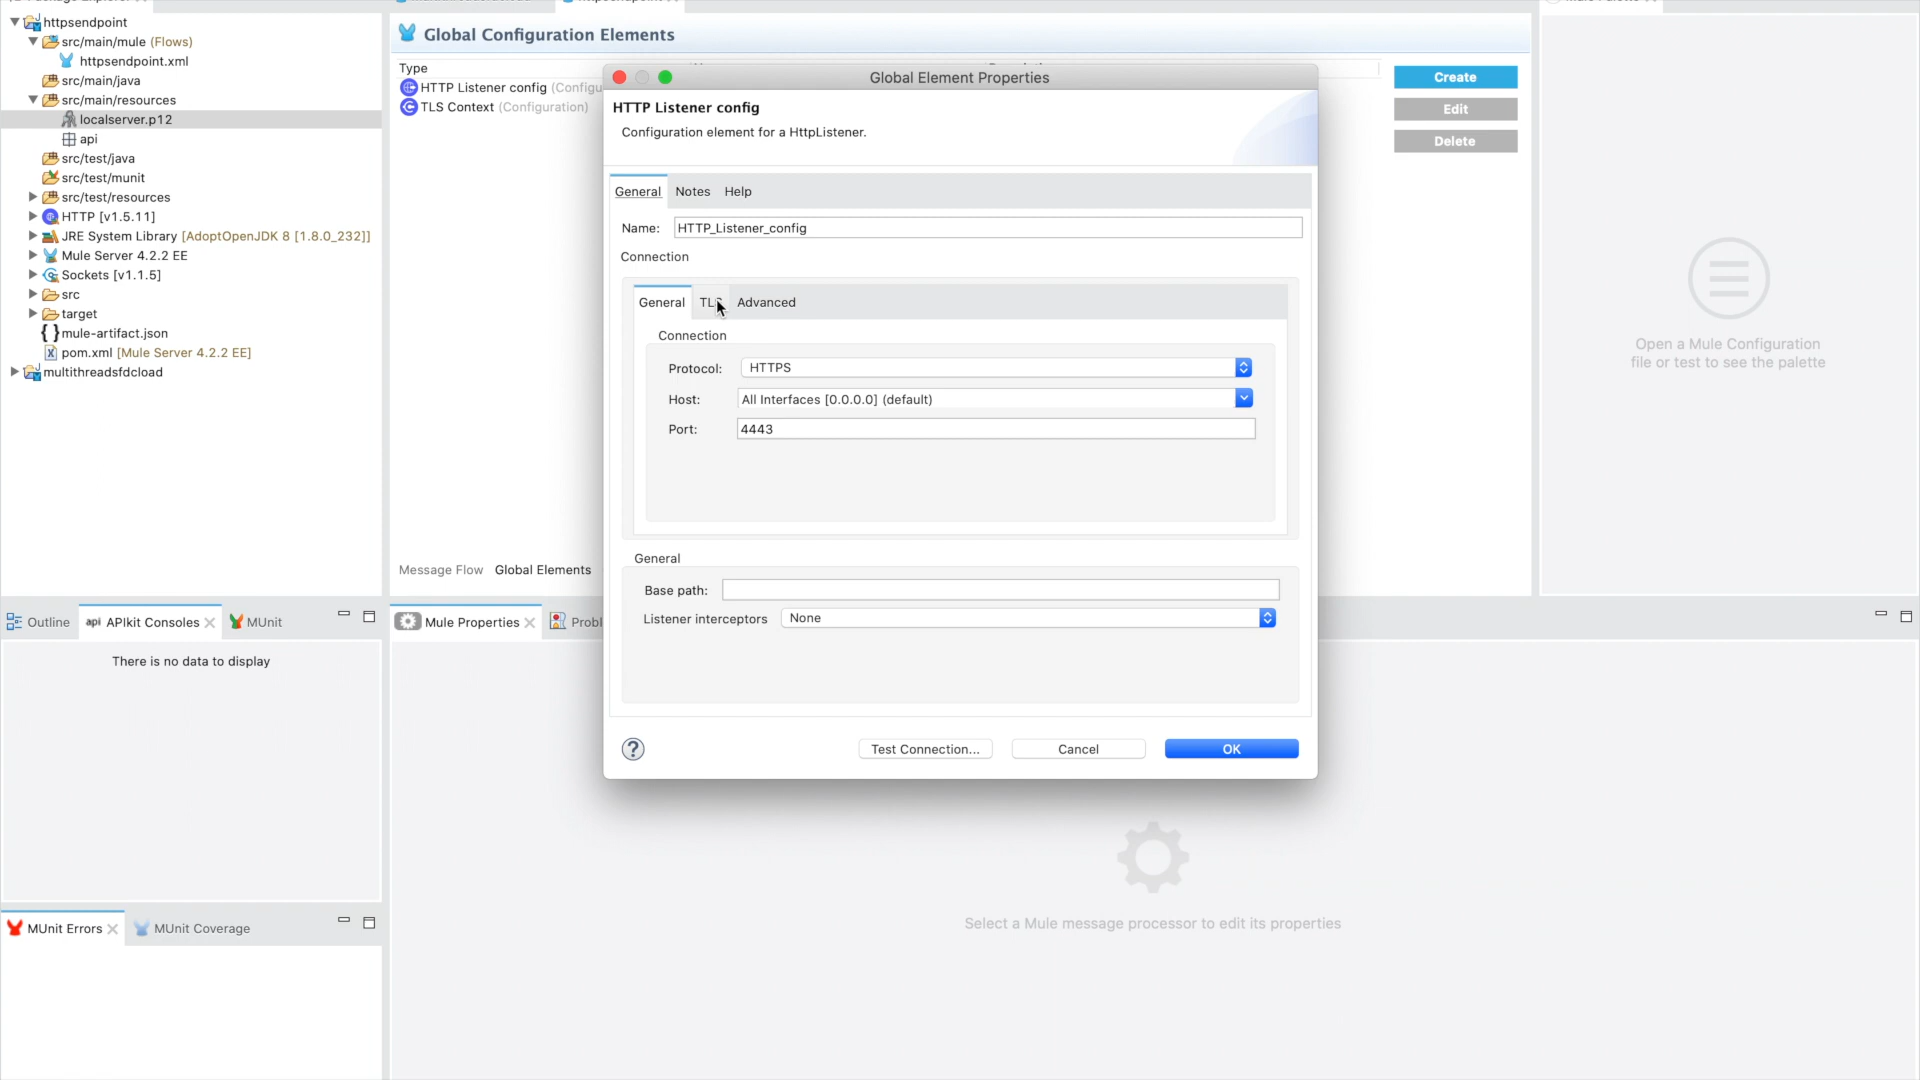 httpsendpoint
src/main/mule (Flows)
httpsendpoint.xml
src/main/java
src/main/resources
localserver.p12
api
src/test/java
src/test/munit
src/test/resources
HTTP [v1.5.11]
JRE System Library [AdoptOpenJDK 8 [1.8.0_232]]
Mule Server 4.2.2 EE
Sockets [v1.1.5]
src
target
mule-artifact.json
pom.xml [Mule Server 4.2.2 EE]
multithreadsfdcload
Global Configuration Elements
Type
HTTP Listener config (Configu
TLS Context (Configuration)
Create
Edit
Delete
Message Flow Global Elements
Global Element Properties
HTTP Listener config
Configuration element for a HttpListener.
General Notes Help
Name: HTTP_Listener_config
Connection
General TLS Advanced
Connection
Protocol: HTTPS
Host: All Interfaces [0.0.0.0] (default)
Port: 4443
General
Base path:
Listener interceptors None
? Test Connection... Cancel OK
Open a Mule Configuration
file or test to see the palette
Outline api APIkit Consoles MUnit
There is no data to display
Mule Properties Probl
Select a Mule message processor to edit its properties
MUnit Errors MUnit Coverage